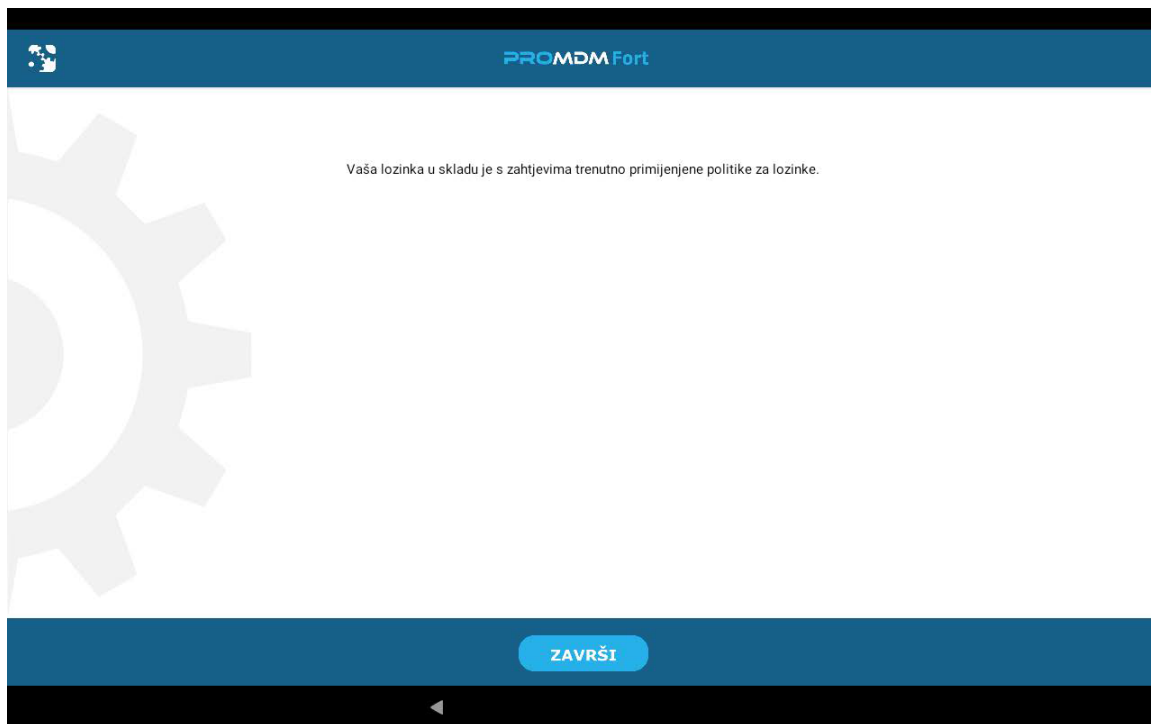 PROMDM Fort
Vaša lozinka u skladu je s zahtjevima trenutno primijenjene politike za lozinke.
ZAVRŠI